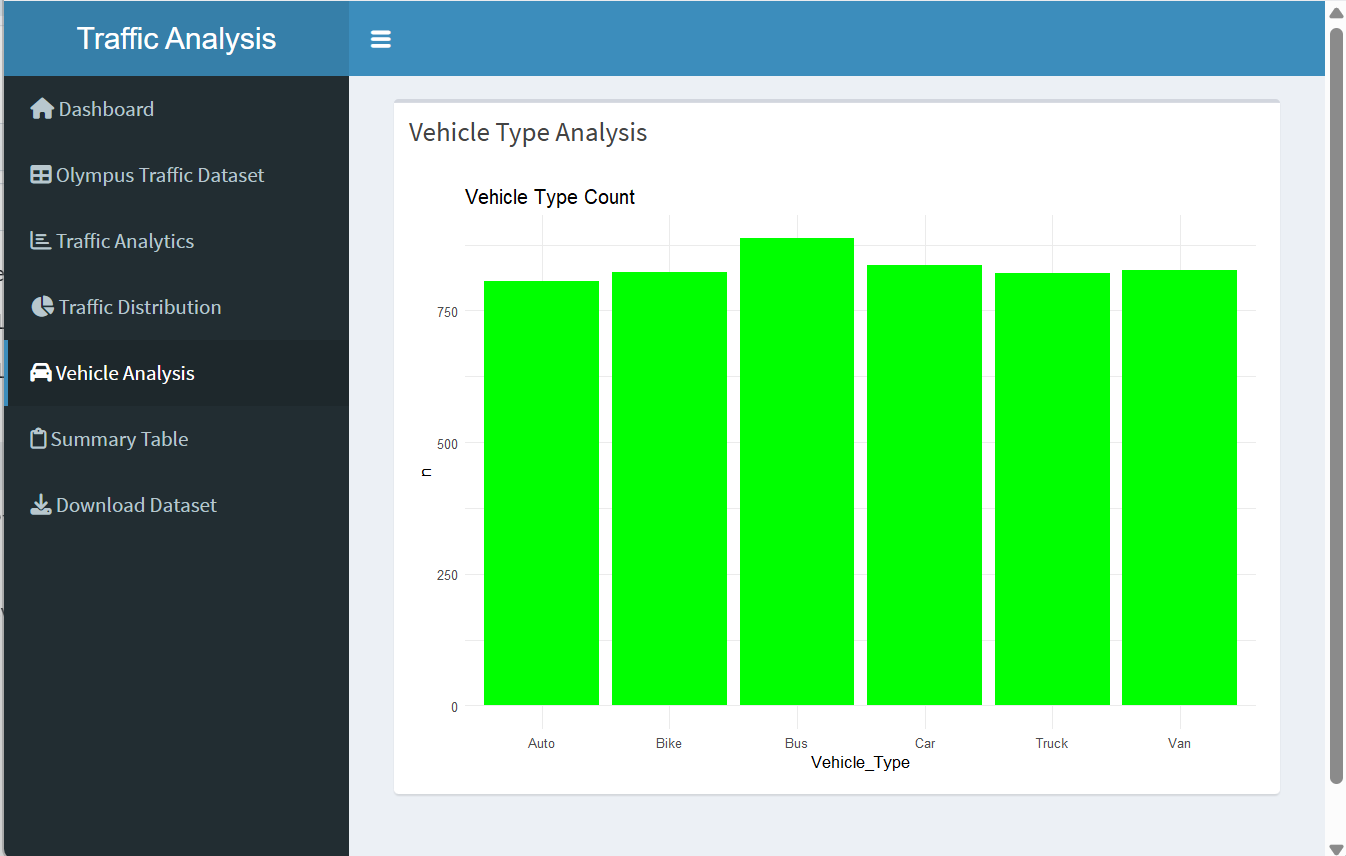 Traffic Analysis
Dashboard
Olympus Traffic Dataset
Traffic Analytics
Traffic Distribution
Vehicle Analysis
Summary Table
Download Dataset
Vehicle Type Analysis
Vehicle Type Count
750
500
250
0
n
Auto Bike Bus Car Truck Van
Vehicle_Type